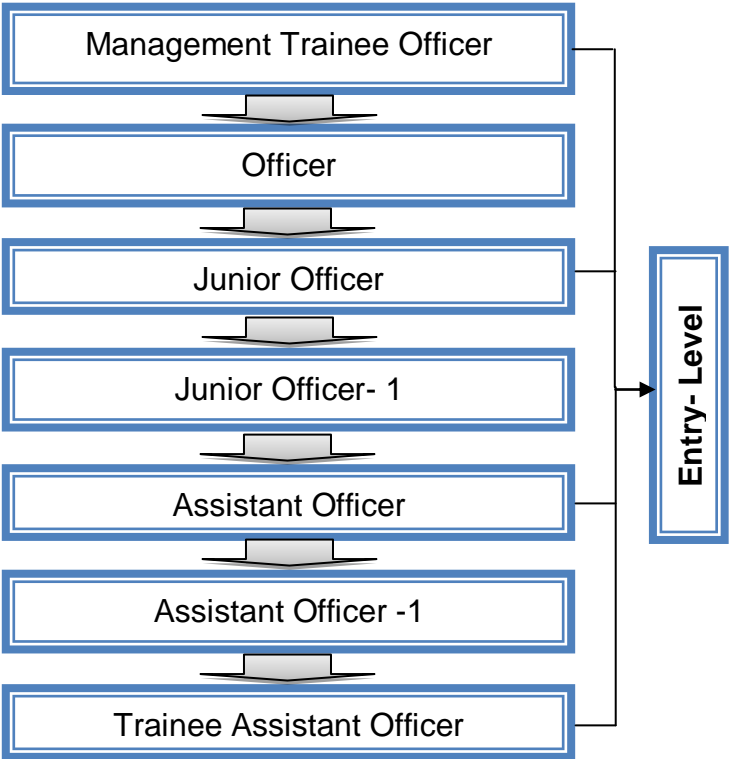 Management Trainee Officer
Officer
Junior Officer
Junior Officer- 1
Assistant Officer
Assistant Officer -1
Trainee Assistant Officer
Entry- Level